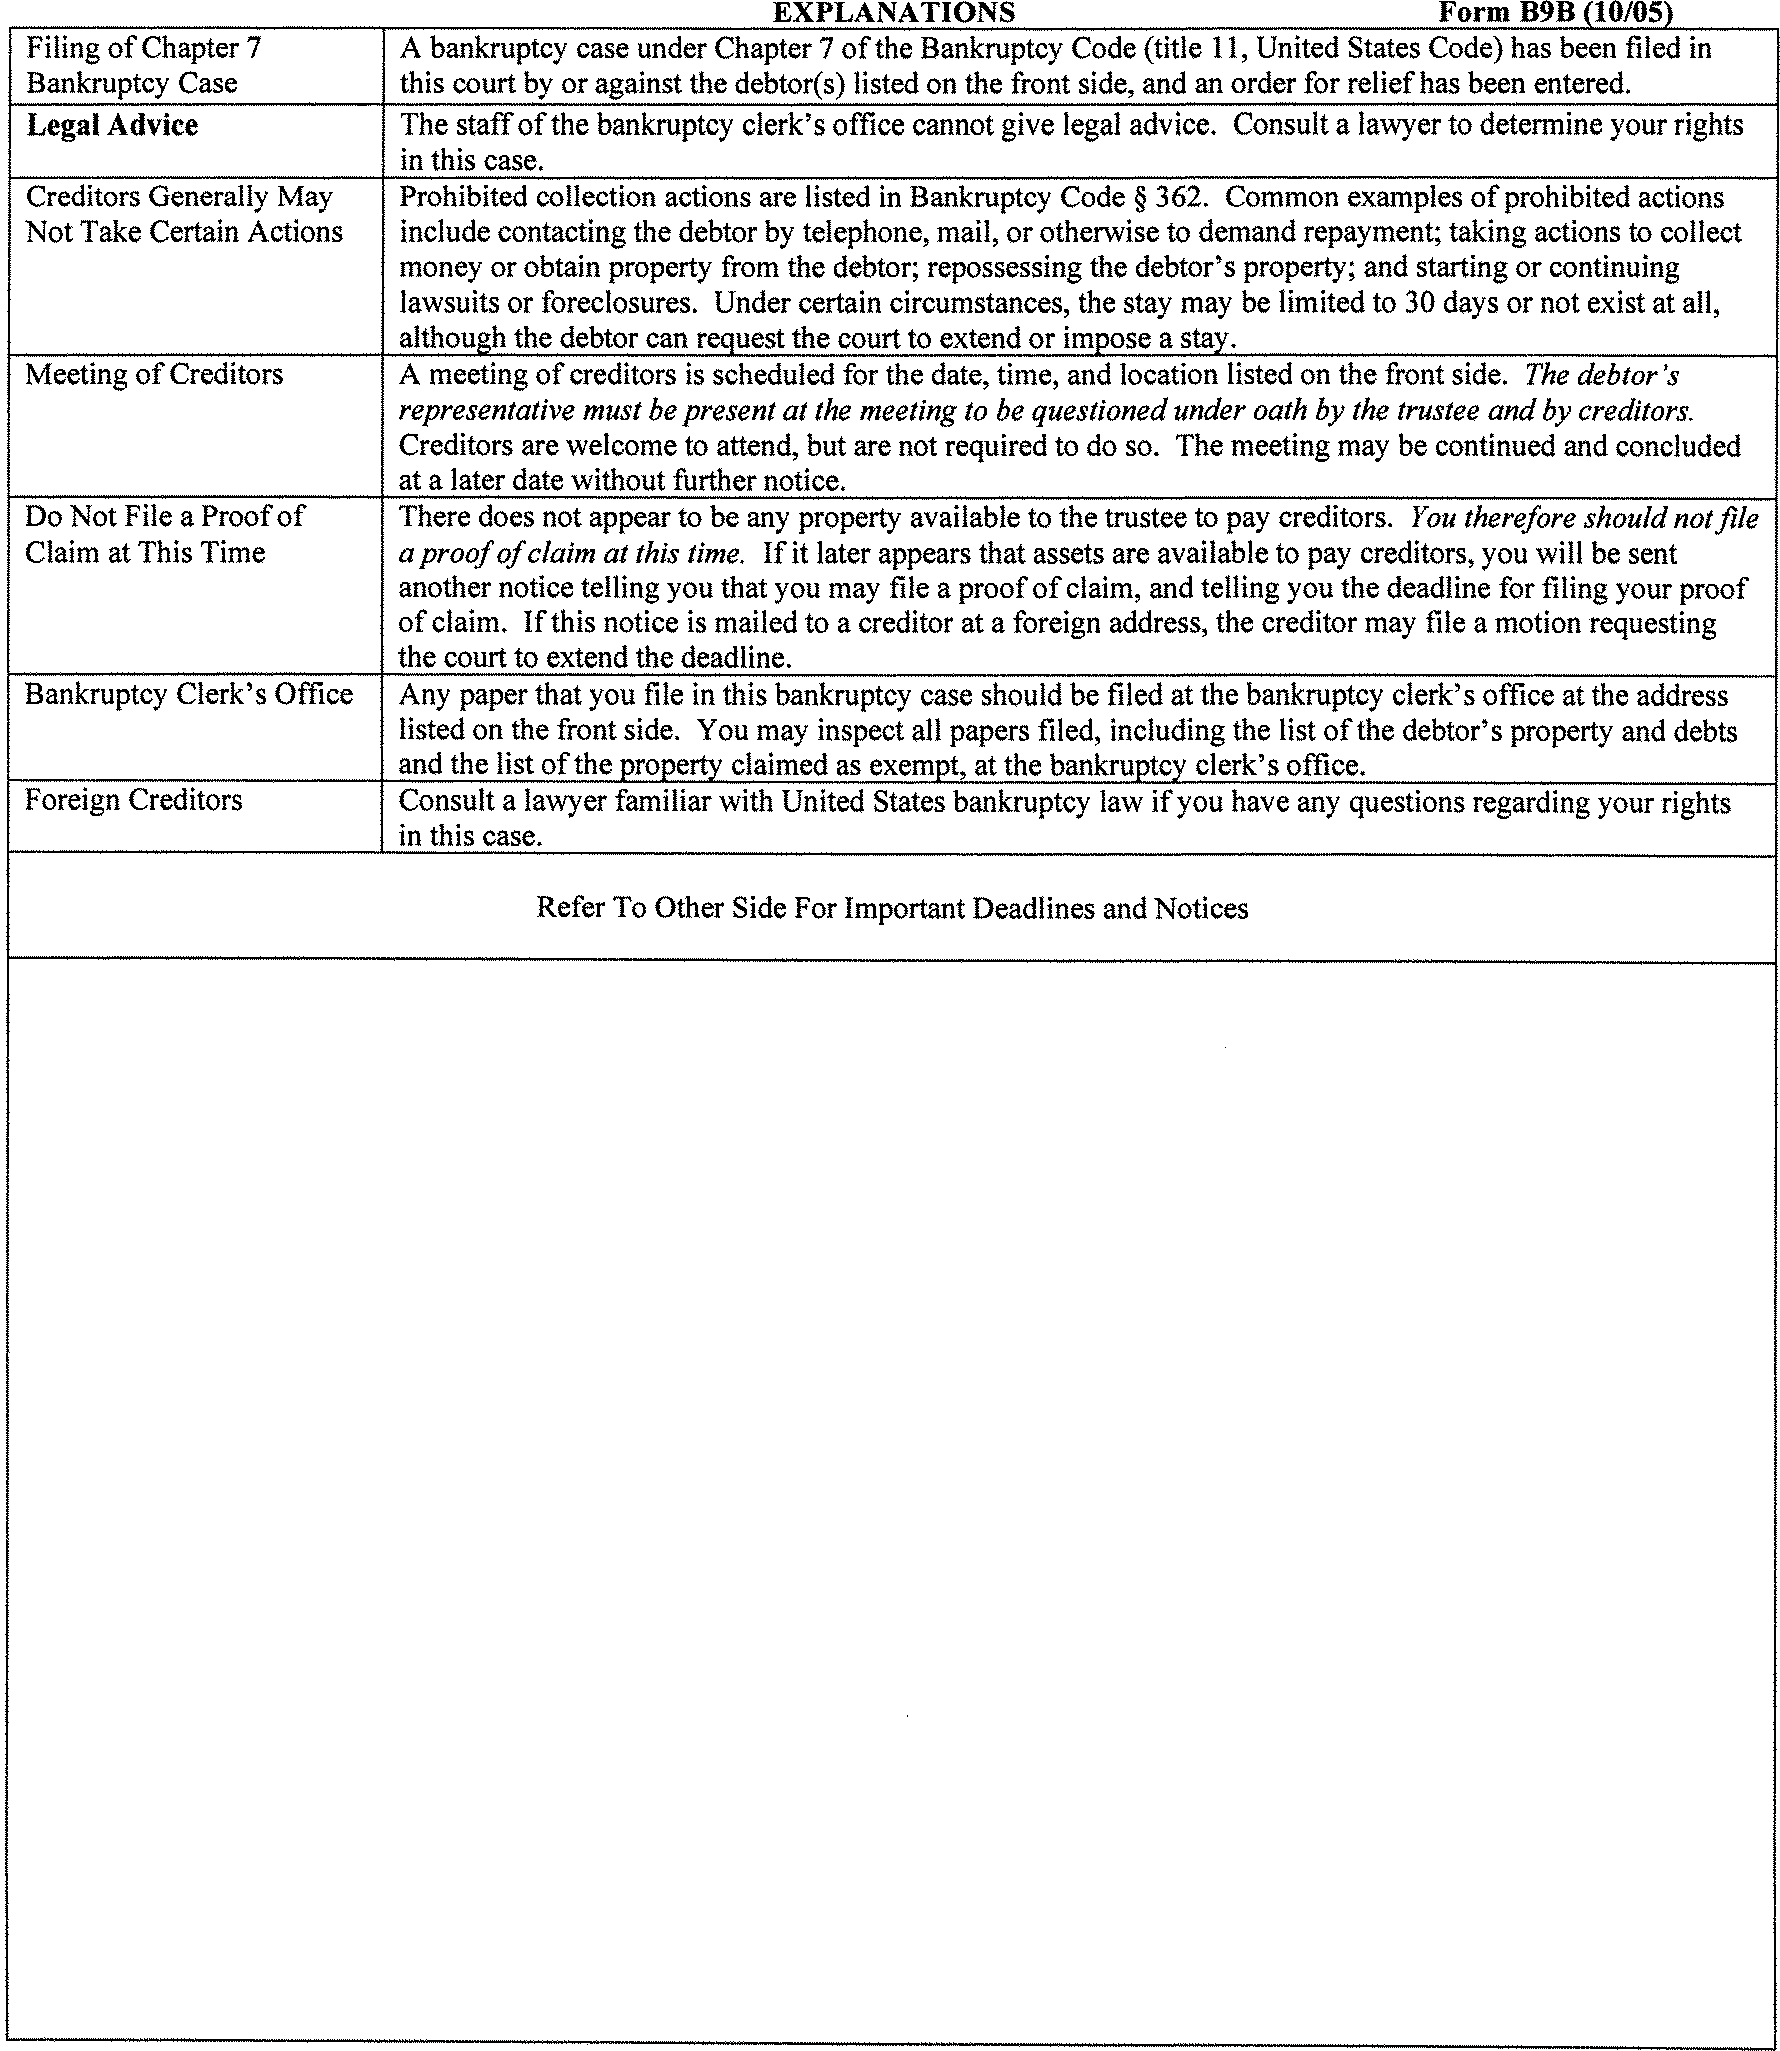 EXPLANATIONS Form B9B (10/05)
Filing of Chapter 7
Bankruptcy Case
A bankruptcy case under Chapter 7 of the Bankruptcy Code (title 11, United States Code) has been filed in
this court by or against the debtor(s) listed on the front side, and an order for relief has been entered.
Legal Advice
The staff of the bankruptcy clerk's office cannot give legal advice. Consult a lawyer to determine your rights
in this case.
Creditors Generally May
Not Take Certain Actions
Prohibited collection actions are listed in Bankruptcy Code § 362. Common examples of prohibited actions
include contacting the debtor by telephone, mail, or otherwise to demand repayment; taking actions to collect
money or obtain property from the debtor; repossessing the debtor's property; and starting or continuing
lawsuits or foreclosures. Under certain circumstances, the stay may be limited to 30 days or not exist at all,
although the debtor can request the court to extend or impose a stay.
Meeting of Creditors
A meeting of creditors is scheduled for the date, time, and location listed on the front side. The debtor's
representative must be present at the meeting to be questioned under oath by the trustee and by creditors.
Creditors are welcome to attend, but are not required to do so. The meeting may be continued and concluded
at a later date without further notice.
Do Not File a Proof of
Claim at This Time
There does not appear to be any property available to the trustee to pay creditors. You therefore should not file
a proof of claim at this time. If it later appears that assets are available to pay creditors, you will be sent
another notice telling you that you may file a proof of claim, and telling you the deadline for filing your proof
of claim. If this notice is mailed to a creditor at a foreign address, the creditor may file a motion requesting
the court to extend the deadline.
Bankruptcy Clerk's Office
Any paper that you file in this bankruptcy case should be filed at the bankruptcy clerk's office at the address
listed on the front side. You may inspect all papers filed, including the list of the debtor's property and debts
and the list of the property claimed as exempt, at the bankruptcy clerk's office.
Foreign Creditors
Consult a lawyer familiar with United States bankruptcy law if you have any questions regarding your rights
in this case.
Refer To Other Side For Important Deadlines and Notices